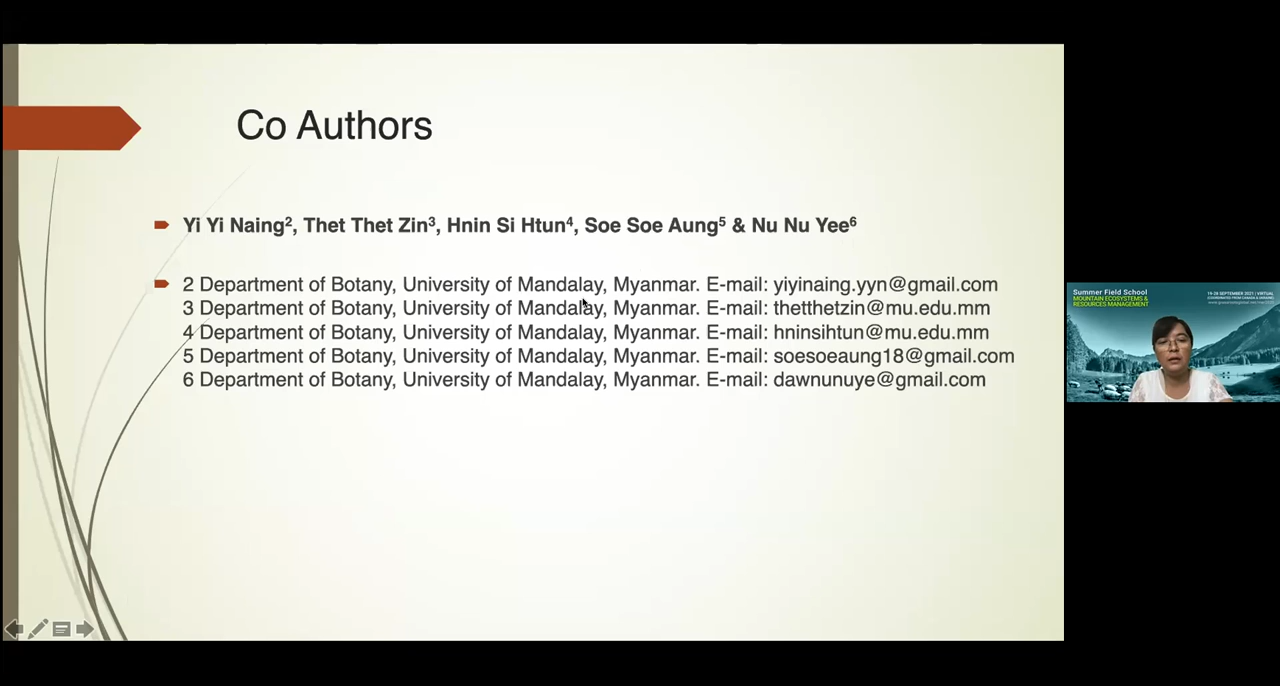 Co Authors
Yi Yi Naing², Thet Thet Zin³, Hnin Si Htun⁴, Soe Soe Aung⁵ & Nu Nu Yee⁶
2 Department of Botany, University of Mandalay, Myanmar. E-mail: yiyinaing.yyn@gmail.com
3 Department of Botany, University of Mandalay, Myanmar. E-mail: thetthetzin@mu.edu.mm
4 Department of Botany, University of Mandalay, Myanmar. E-mail: hninsihtun@mu.edu.mm
5 Department of Botany, University of Mandalay, Myanmar. E-mail: soesoeaung18@gmail.com
6 Department of Botany, University of Mandalay, Myanmar. E-mail: dawnunuye@gmail.com
Summer Field School
MOUNTAIN ECOSYSTEMS &
RESOURCES MANAGEMENT